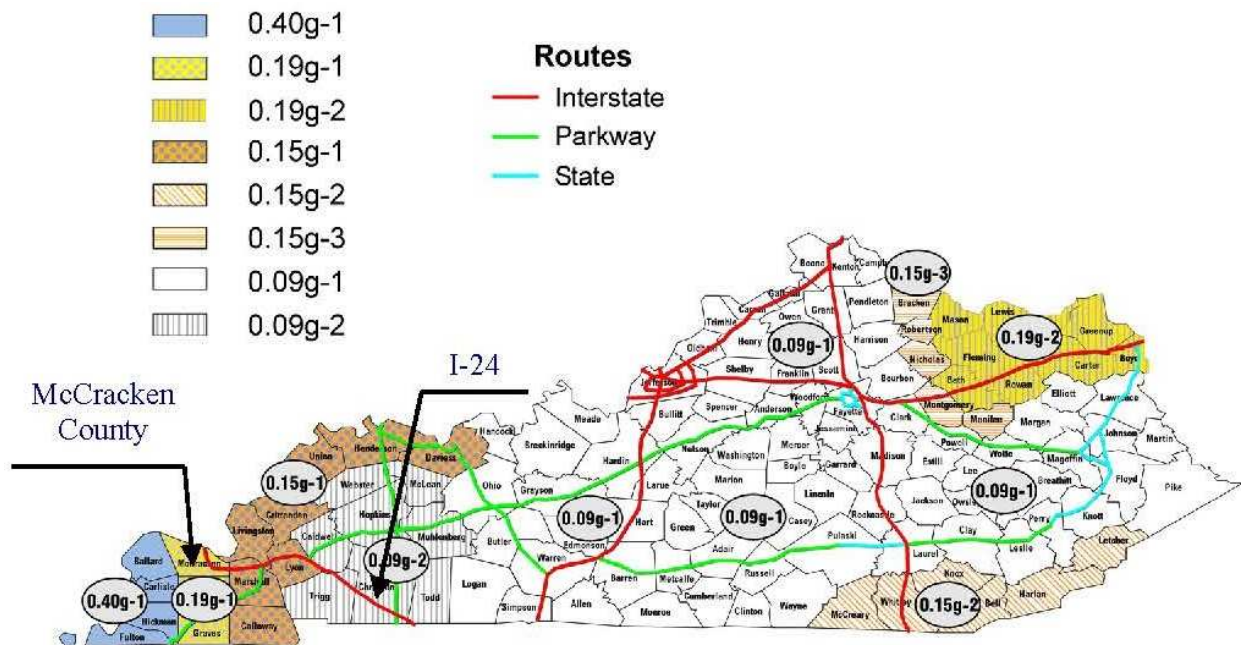 0.40g-1
0.19g-1
0.19g-2
0.15g-1
0.15g-2
0.15g-3
0.09g-1
0.09g-2
Routes
Interstate
Parkway
State
McCracken
County
I-24
0.15g-3
0.19g-2
0.09g-1
0.15g-1
0.09g-1
0.09g-1
0.09g-1
0.09g-2
0.40g-1
0.19g-1
0.15g-2
Boone
Kenton
Campb
Pendleton
Bracken
Grant
Owen
Trimble
Henry
Robertson
Mason
Lewis
Greenup
Harrison
Nicholas
Fleming
Carter
Boyd
Rowan
Bath
Shelby
Franklin
Scott
Bourbon
Jefferson
Woodford
Fayette
Montgomery
Menifee
Elliott
Lawrence
Morgan
Clark
Powell
Wolfe
Magoffin
Johnson
Martin
Floyd
Pike
Breathitt
Knott
Perry
Letcher
Leslie
Harlan
Bell
Knox
Whitley
McCreary
Laurel
Clay
Owsley
Lee
Estill
Jackson
Madison
Rockcastle
Garrard
Lincoln
Boyle
Mercer
Anderson
Spencer
Bullitt
Nelson
Washington
Marion
Taylor
Casey
Pulaski
Wayne
Russell
Clinton
Cumberland
Adair
Green
Metcalfe
Monroe
Barren
Allen
Simpson
Warren
Edmonson
Hart
Larue
Hardin
Meade
Breckinridge
Grayson
Hancock
Ohio
Butler
Logan
Todd
Christian
Trigg
Muhlenberg
McLean
Daviess
Henderson
Union
Webster
Hopkins
Caldwell
Crittenden
Livingston
Lyon
Marshall
Calloway
Graves
McCracken
Ballard
Carlisle
Hickman
Fulton